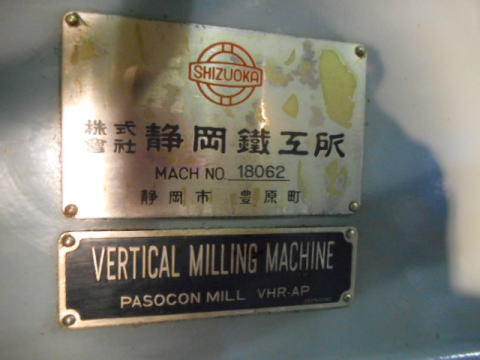 SHIZUOKA
株式会社 静岡鐵工所
MACH NO. 18062
静岡市 豊原町
VERTICAL MILLING MACHINE
PASOCON MILL VHR-AP